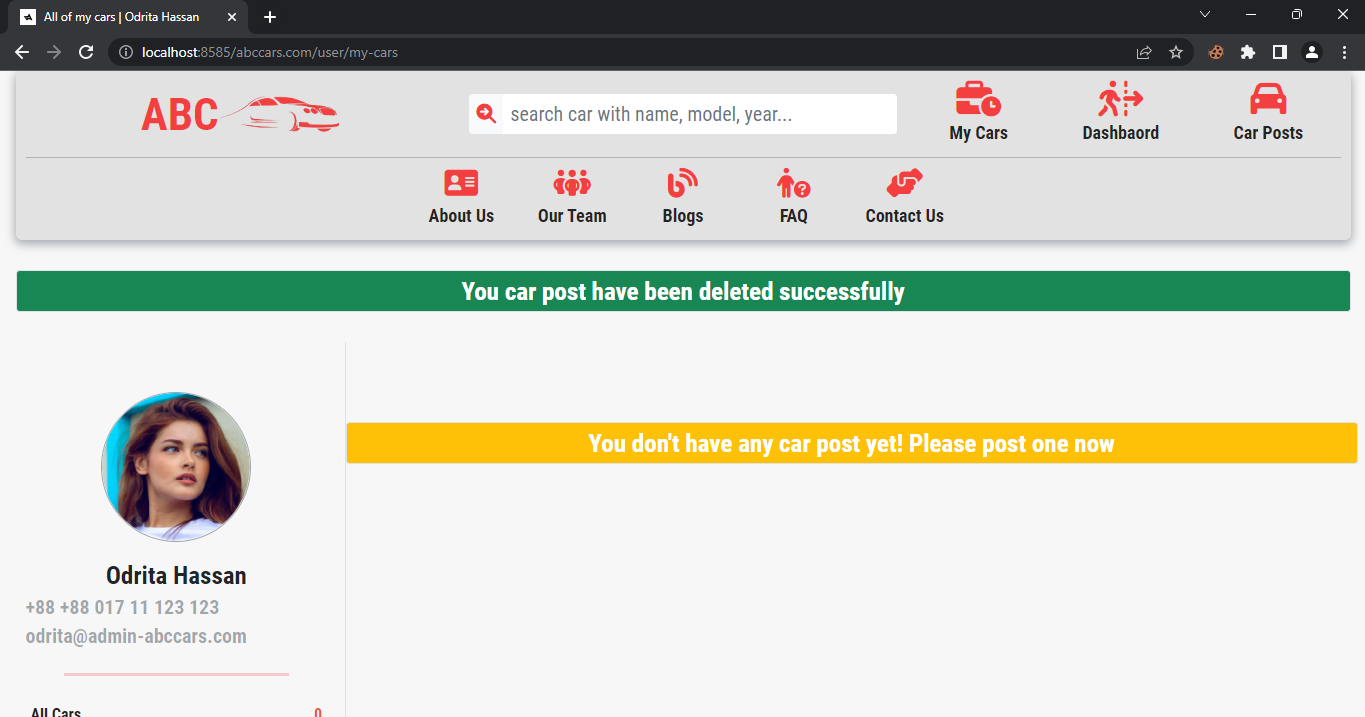 All of my cars | Odrita Hassan
localhost:8585/abccars.com/user/my-cars
ABC
search car with name, model, year...
My Cars
Dashbaord
Car Posts
About Us
Our Team
Blogs
FAQ
Contact Us
You car post have been deleted successfully
You don't have any car post yet! Please post one now
Odrita Hassan
+88 +88 017 11 123 123
odrita@admin-abccars.com
All Cars 0